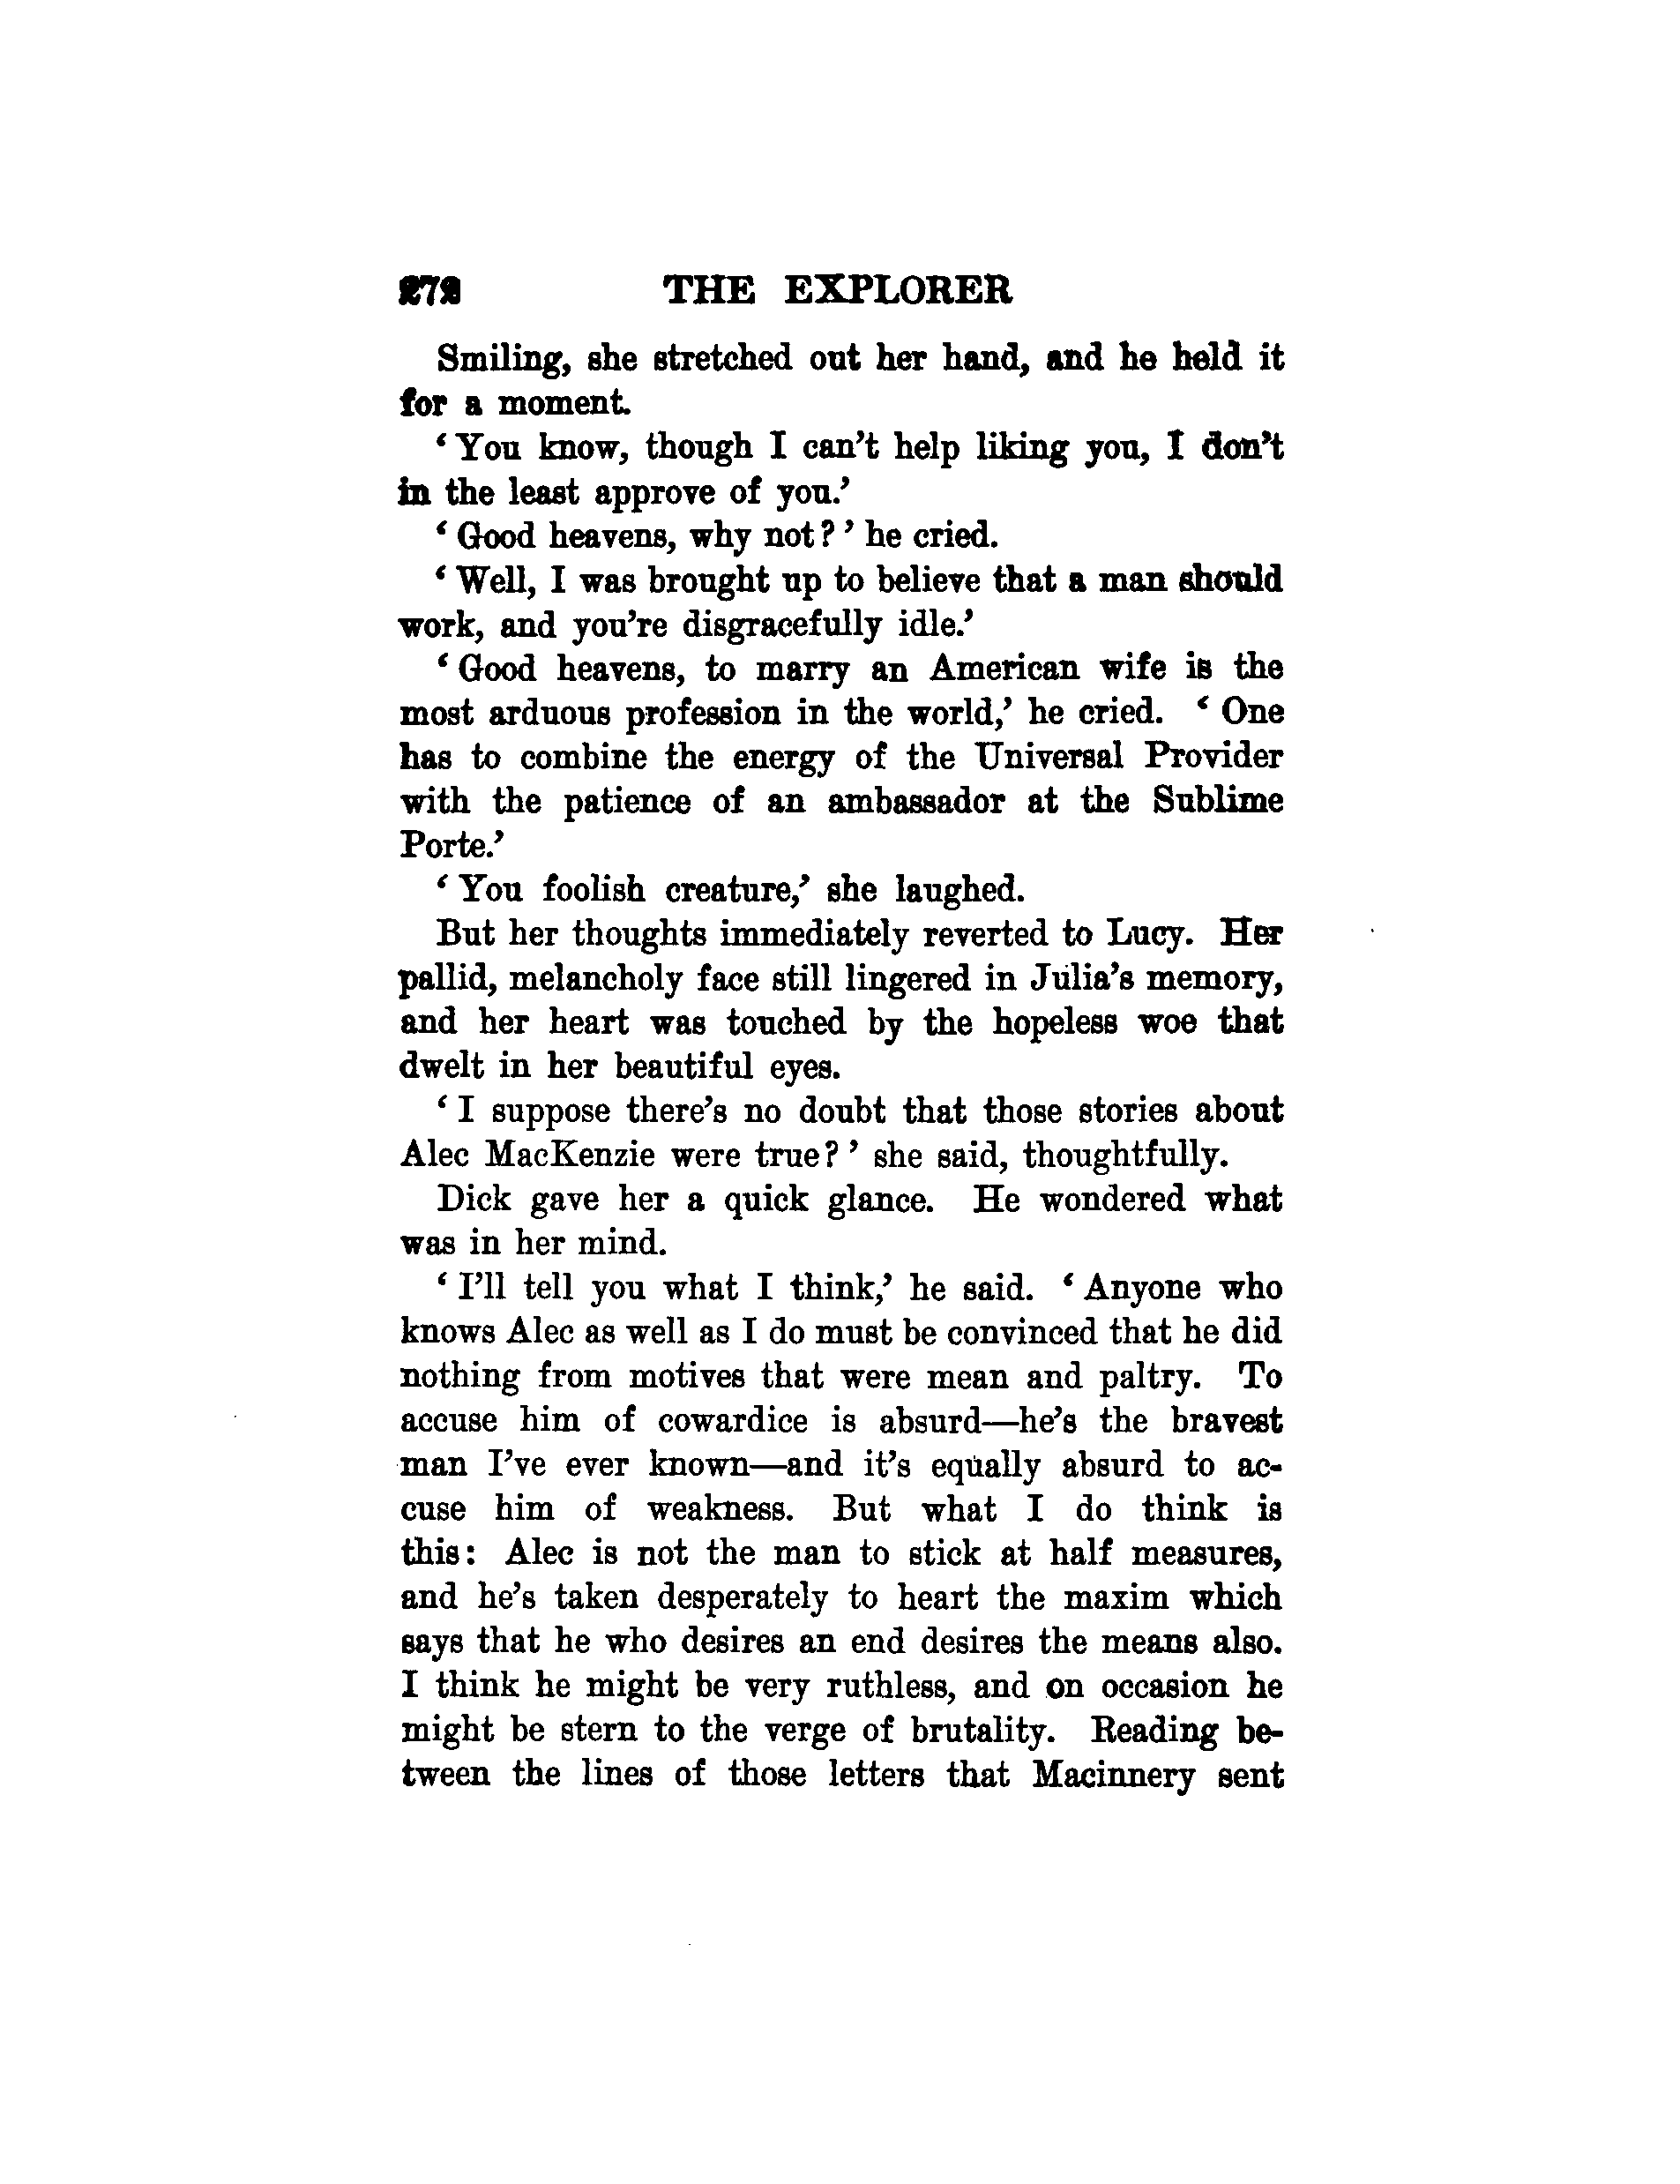 272 THE EXPLORER
Smiling, she stretched out her hand, and he held it
for a moment.
‘You know, though I can’t help liking you, I don’t
in the least approve of you.’
‘Good heavens, why not?’ he cried.
‘Well, I was brought up to believe that a man should
work, and you’re disgracefully idle.’
‘Good heavens, to marry an American wife is the
most arduous profession in the world,’ he cried. ‘One
has to combine the energy of the Universal Provider
with the patience of an ambassador at the Sublime
Porte.’
‘You foolish creature,’ she laughed.
But her thoughts immediately reverted to Lucy. Her
pallid, melancholy face still lingered in Julia’s memory,
and her heart was touched by the hopeless woe that
dwelt in her beautiful eyes.
‘I suppose there’s no doubt that those stories about
Alec MacKenzie were true?’ she said, thoughtfully.
Dick gave her a quick glance. He wondered what
was in her mind.
‘I’ll tell you what I think,’ he said. ‘Anyone who
knows Alec as well as I do must be convinced that he did
nothing from motives that were mean and paltry. To
accuse him of cowardice is absurd—he’s the bravest
man I’ve ever known—and it’s equally absurd to ac-
cuse him of weakness. But what I do think is
this: Alec is not the man to stick at half measures,
and he’s taken desperately to heart the maxim which
says that he who desires an end desires the means also.
I think he might be very ruthless, and on occasion he
might be stern to the verge of brutality. Reading be-
tween the lines of those letters that Macinnery sent